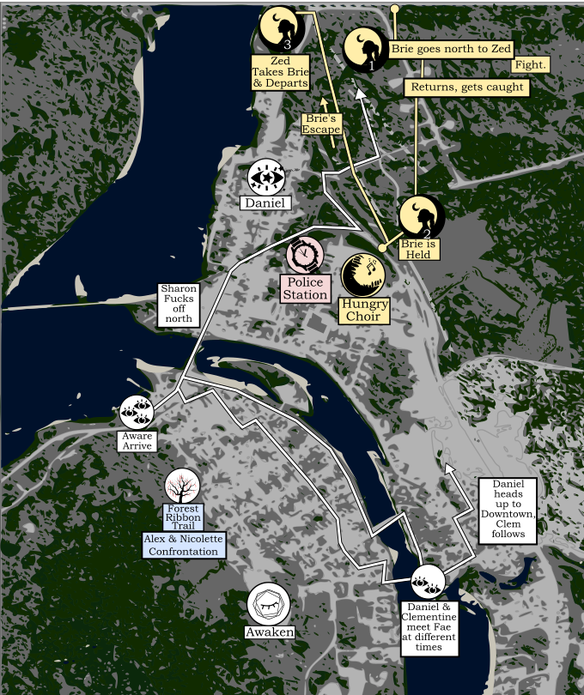 3
Zed
Takes Brie
& Departs
1
Brie goes north to Zed
Fight.
Returns, gets caught
Brie's
Escape
Daniel
2
Brie is
Held
Police
Station
Hungry
Choir
Sharon
Fucks
off
north
Aware
Arrive
Forest
Ribbon
Trail
Alex & Nicolette
Confrontation
Daniel
heads
up to
Downtown,
Clem
follows
Awaken
Daniel &
Clementine
meet Fae
at different
times